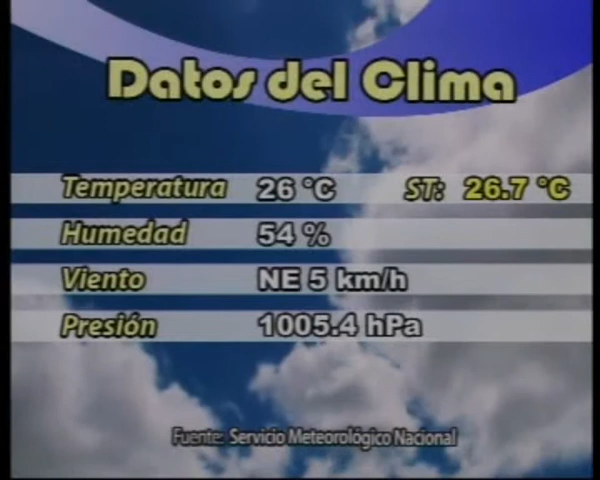 Datos del Clima
Temperatura 26 °C ST: 26.7 °C
Humedad 54 %
Viento NE 5 km/h
Presión 1005.4 hPa
Fuente: Servicio Meteorológico Nacional